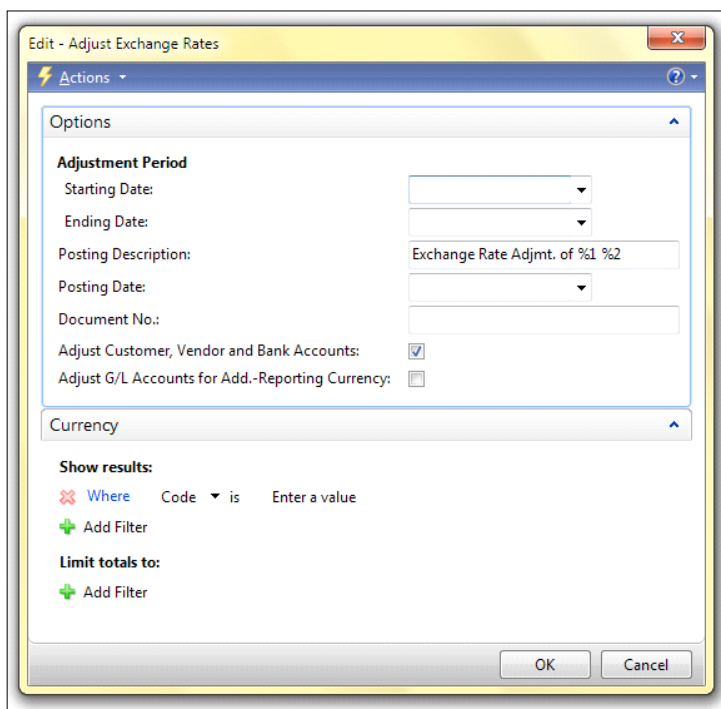 Edit - Adjust Exchange Rates
Actions
Options
Adjustment Period
Starting Date:
Ending Date:
Posting Description: Exchange Rate Adjmt. of %1 %2
Posting Date:
Document No.:
Adjust Customer, Vendor and Bank Accounts:
Adjust G/L Accounts for Add.-Reporting Currency:
Currency
Show results:
Where Code is Enter a value
Add Filter
Limit totals to:
Add Filter
OK Cancel